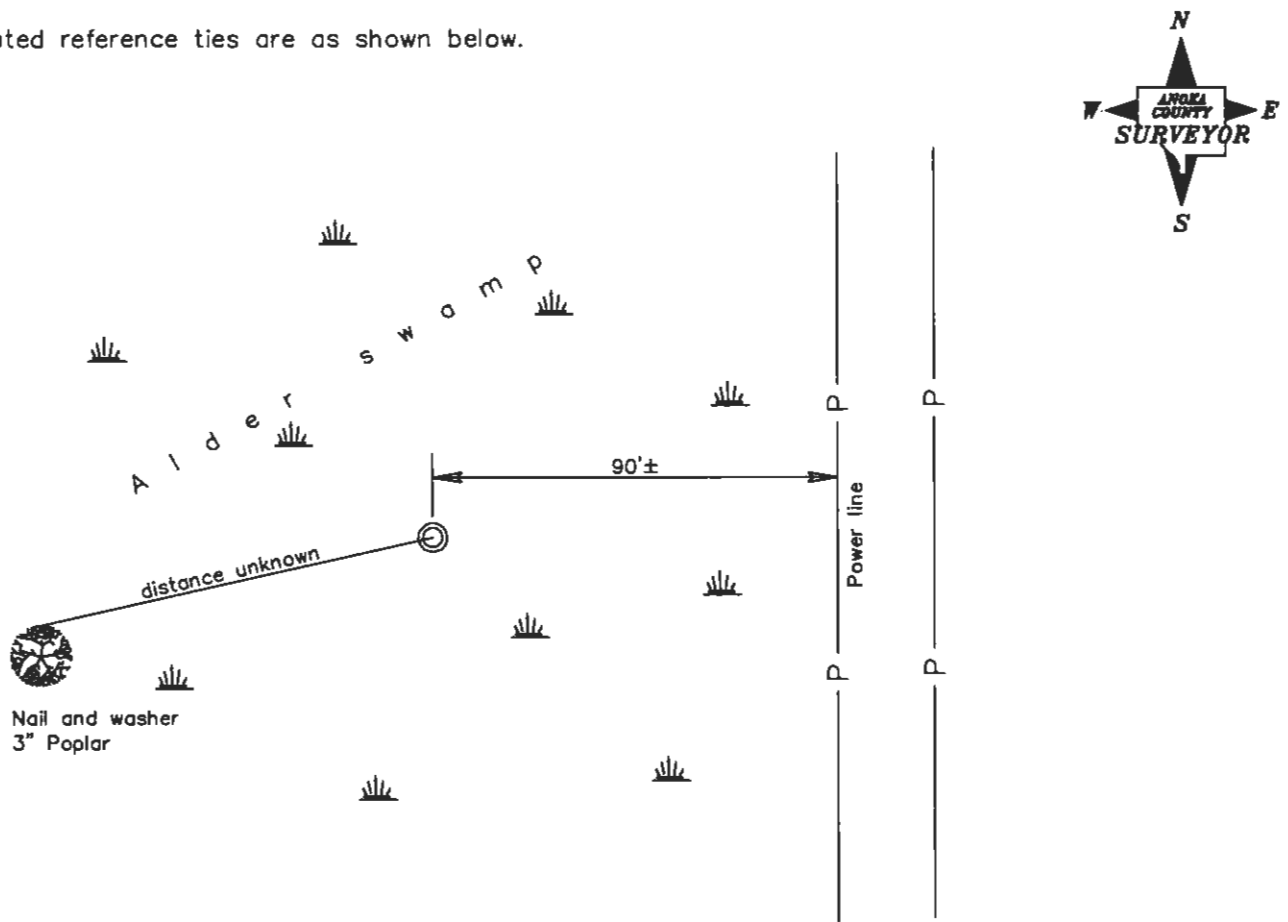 ated reference ties are as shown below.
N
W
ANOKA
COUNTY
SURVEYOR
E
S
Alder swamp
P
P
90'±
Power line
distance unknown
P
P
Nail and washer
3" Poplar